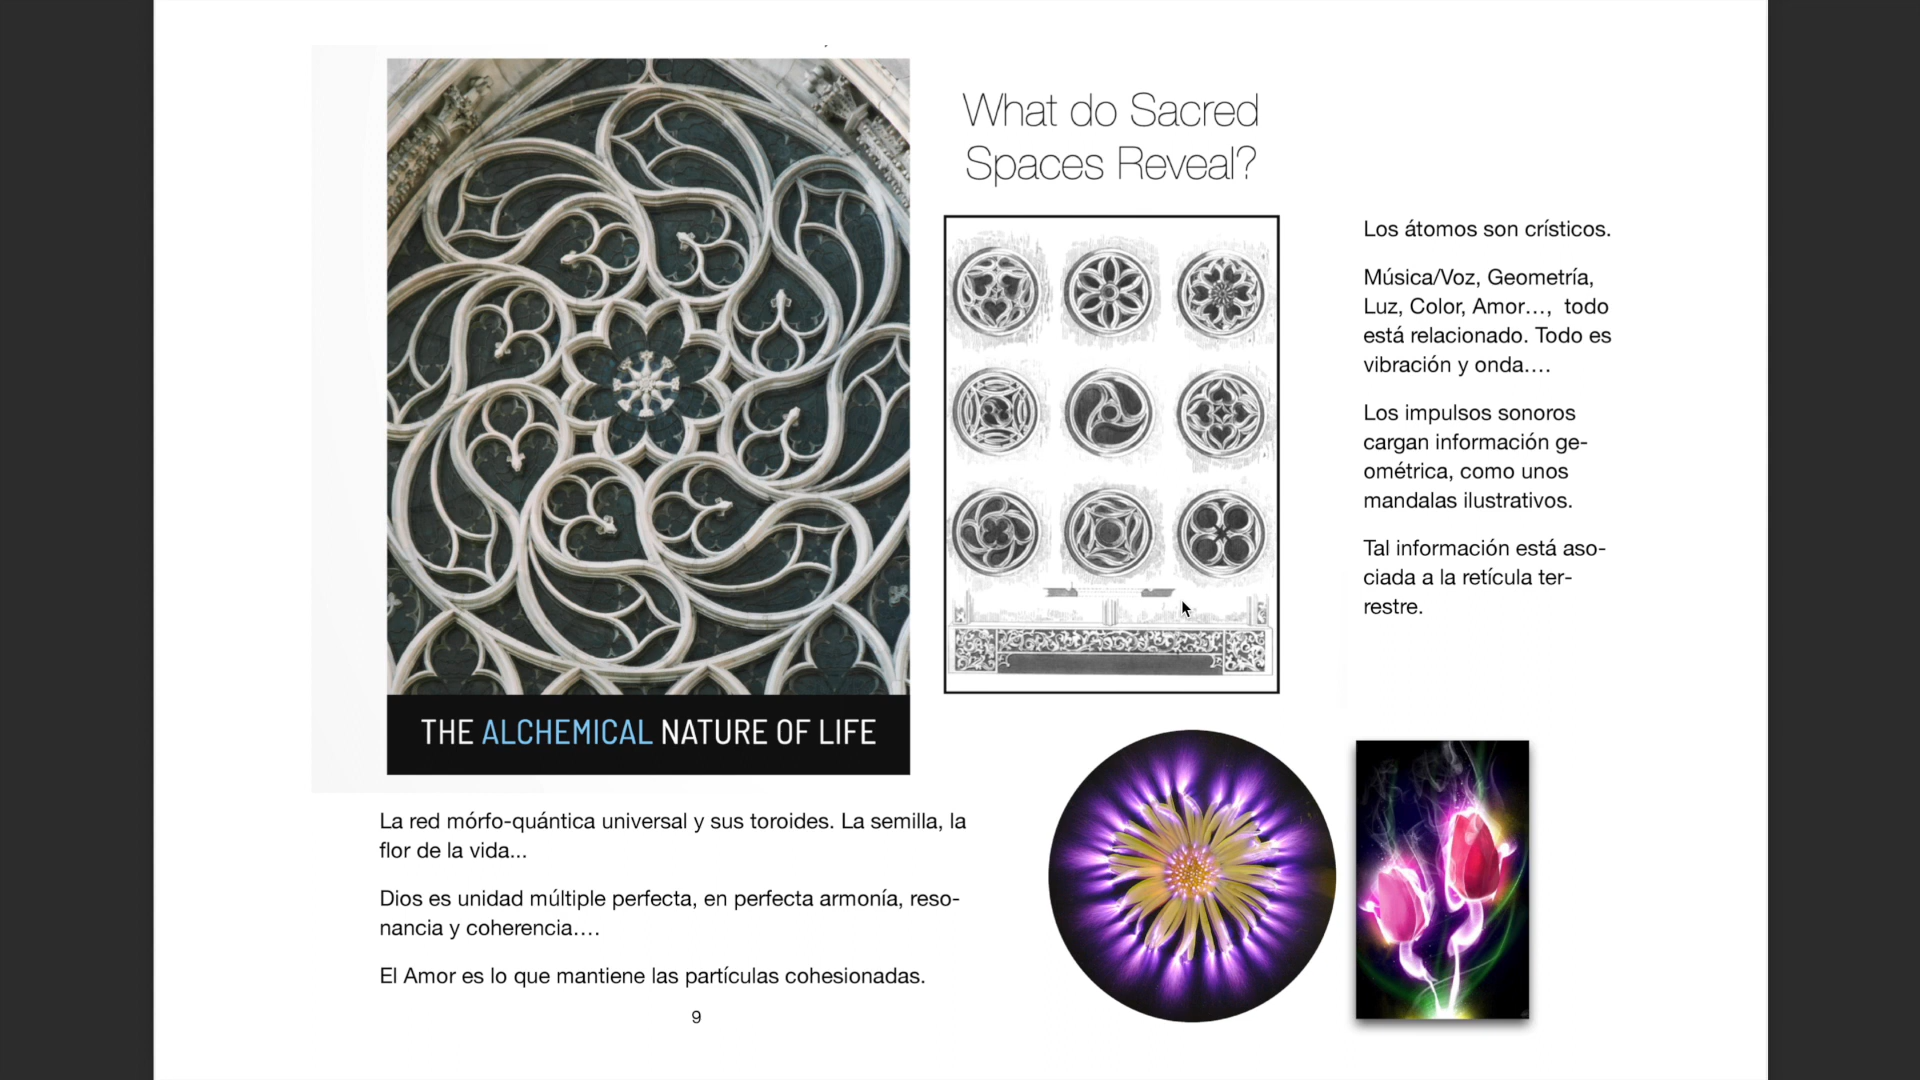 What do Sacred
Spaces Reveal?
THE ALCHEMICAL NATURE OF LIFE
Los átomos son crísticos.
Música/Voz, Geometría,
Luz, Color, Amor…,  todo
está relacionado. Todo es
vibración y onda….
Los impulsos sonoros
cargan información ge-
ométrica, como unos
mandalas ilustrativos.
Tal información está aso-
ciada a la retícula ter-
restre.
La red mórfo-quántica universal y sus toroides. La semilla, la
flor de la vida...
Dios es unidad múltiple perfecta, en perfecta armonía, reso-
nancia y coherencia….
El Amor es lo que mantiene las partículas cohesionadas.
9